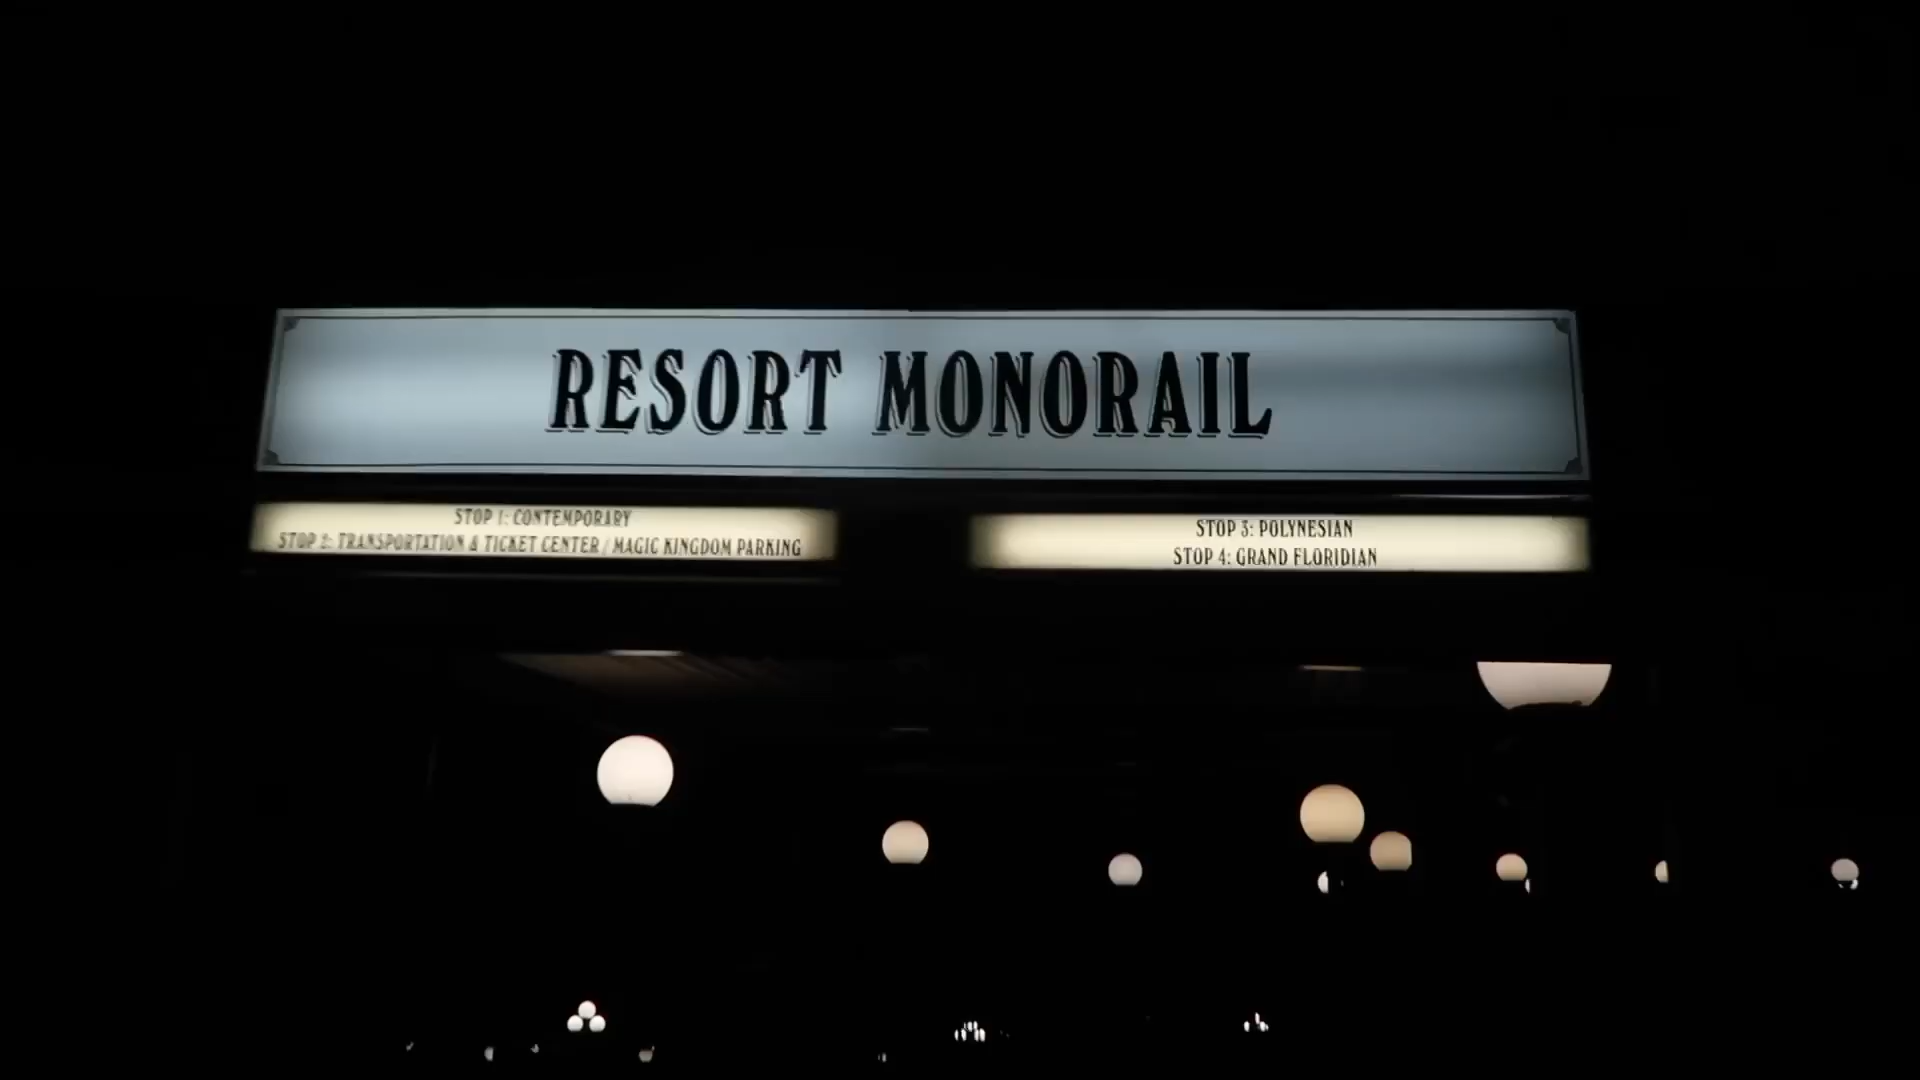 RESORT MONORAIL
STOP 1: CONTEMPORARY
STOP 2: TRANSPORTATION & TICKET CENTER / MAGIC KINGDOM PARKING
STOP 3: POLYNESIAN
STOP 4: GRAND FLORIDIAN